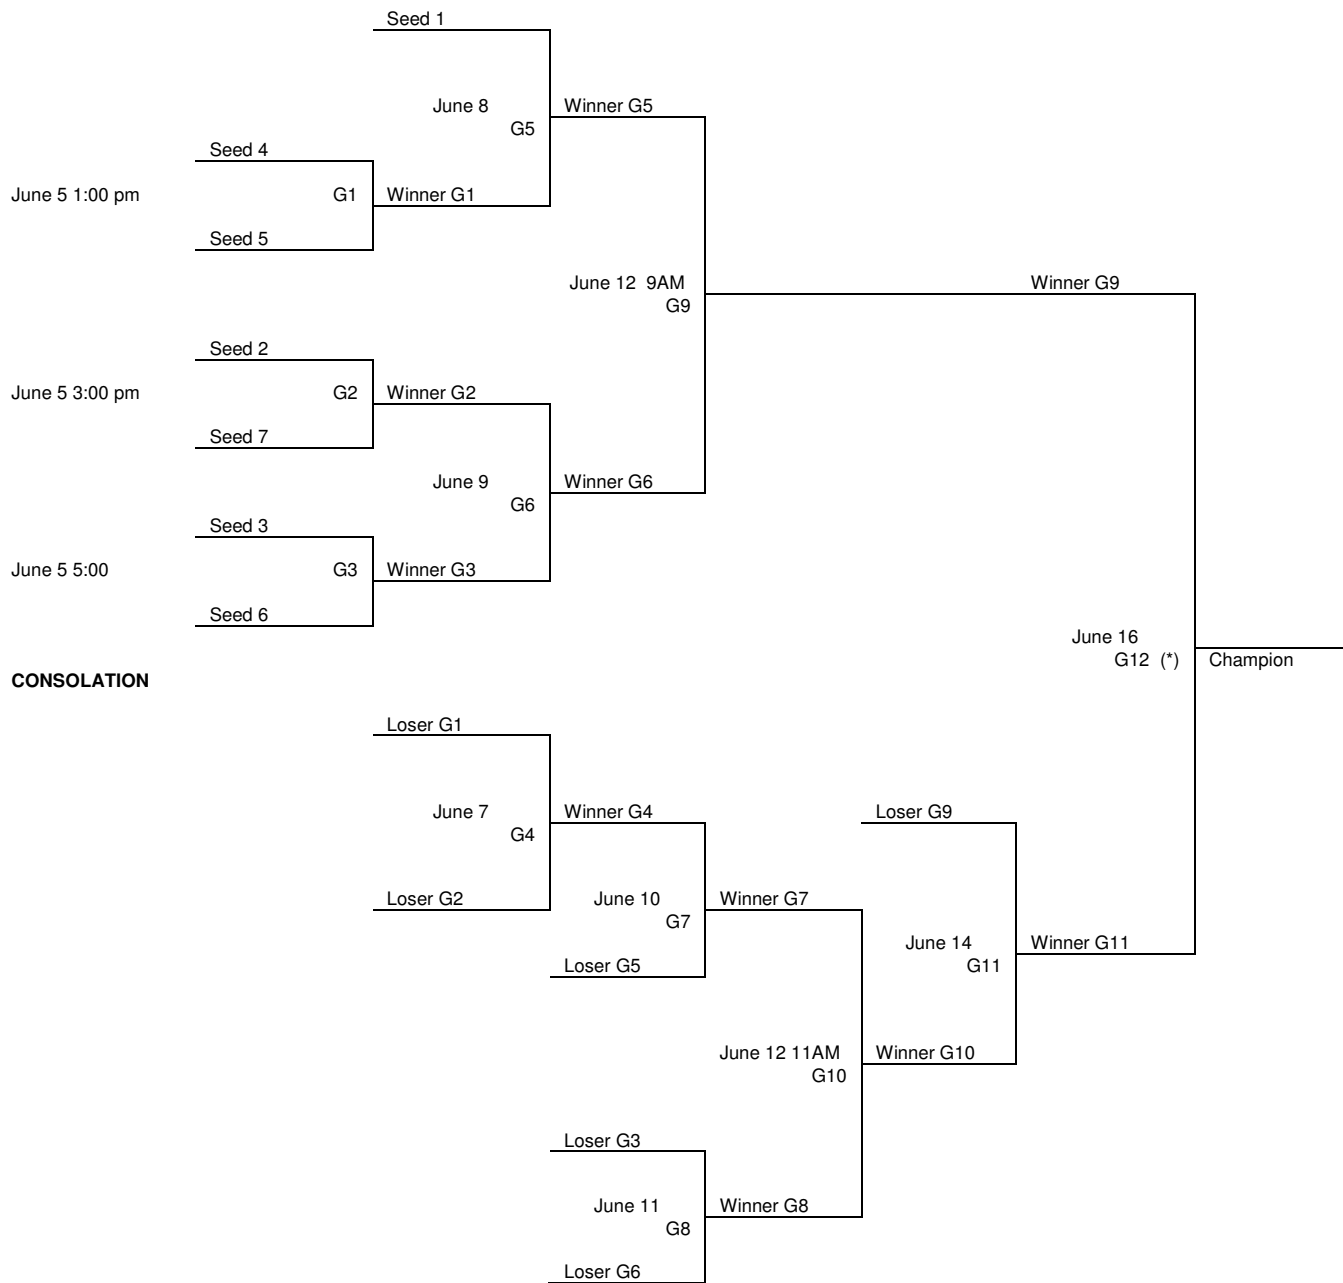 Seed 1
June 8
Winner G5
G5
Seed 4
June 5 1:00 pm
G1
Winner G1
Seed 5
June 12 9AM
Winner G9
G9
Seed 2
June 5 3:00 pm
G2
Winner G2
Seed 7
June 9
Winner G6
G6
Seed 3
June 5 5:00
G3
Winner G3
Seed 6
June 16
G12 (*)
Champion
CONSOLATION
Loser G1
June 7
Winner G4
Loser G9
G4
Loser G2
June 10
Winner G7
G7
June 14
Winner G11
G11
Loser G5
June 12 11AM
Winner G10
G10
Loser G3
June 11
Winner G8
G8
Loser G6